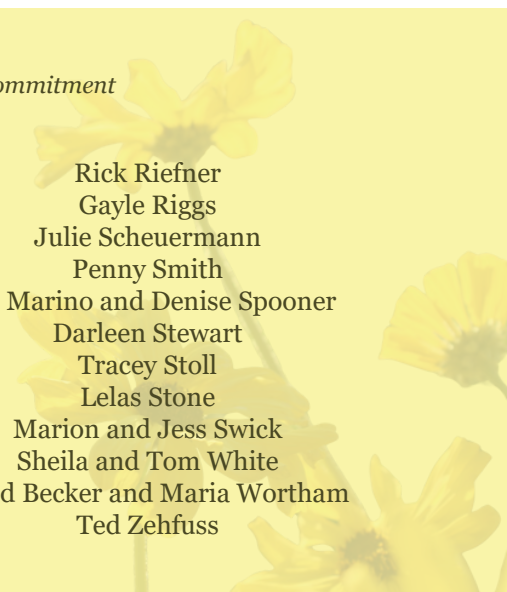 ommitment
Rick Riefner
Gayle Riggs
Julie Scheuermann
Penny Smith
Marino and Denise Spooner
Darleen Stewart
Tracey Stoll
Lelas Stone
Marion and Jess Swick
Sheila and Tom White
d Becker and Maria Wortham
Ted Zehfuss